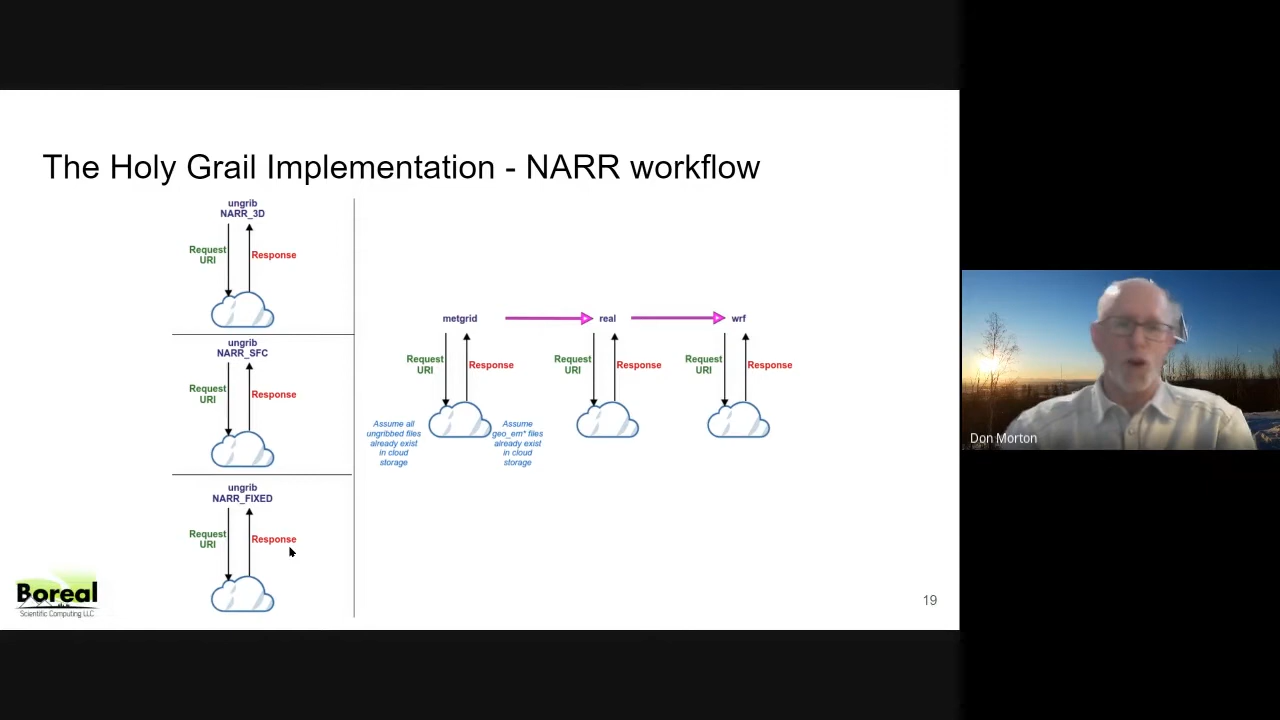 The Holy Grail Implementation - NARR workflow
ungrib
NARR_3D
Request
URI
Response
ungrib
NARR_SFC
Request
URI
Response
ungrib
NARR_FIXED
Request
URI
Response
metgrid
real
wrf
Request
URI
Response
Request
URI
Response
Request
URI
Response
Assume all
ungribbed files
already exist
in cloud
storage
Assume
geo_em* files
already exist
in cloud
storage
Boreal
Scientific Computing LLC
19
Don Morton